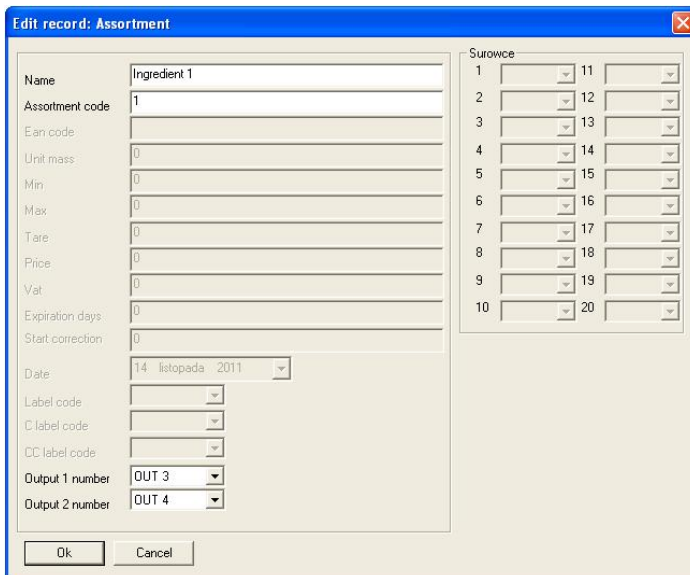 Edit record: Assortment
Name Ingredient 1
Assortment code 1
Ean code
Unit mass 0
Min 0
Max 0
Tare 0
Price 0
Vat 0
Expiration days 0
Start correction 0
Date 14 listopada 2011
Label code
C label code
CC label code
Output 1 number OUT 3
Output 2 number OUT 4
Ok Cancel
Surowce
1 11
2 12
3 13
4 14
5 15
6 16
7 17
8 18
9 19
10 20